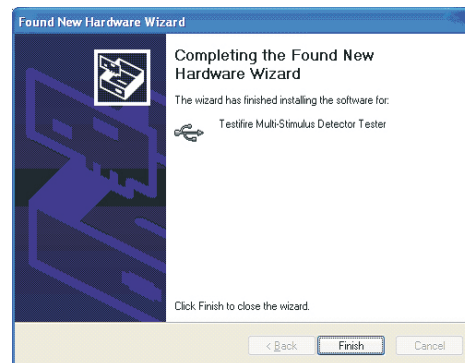 Found New Hardware Wizard
Completing the Found New
Hardware Wizard
The wizard has finished installing the software for:
Testifire Multi-Stimulus Detector Tester
Click Finish to close the wizard.
< Back
Finish
Cancel